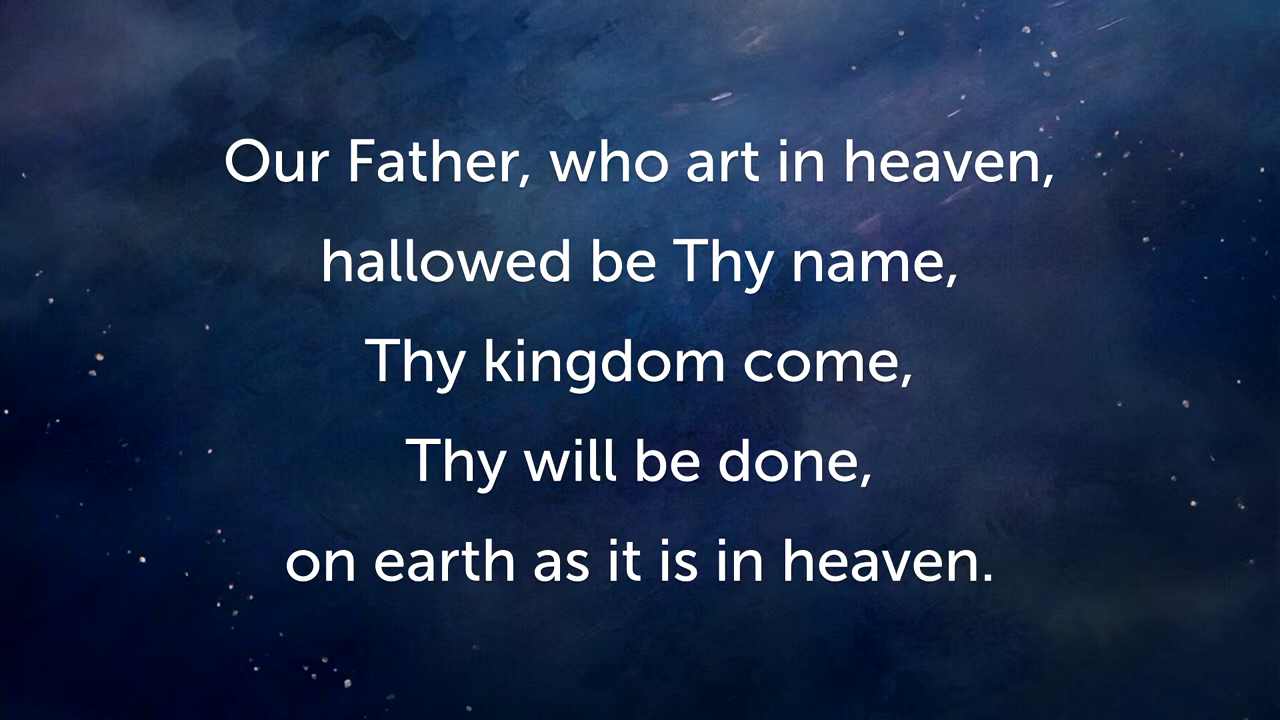 Our Father, who art in heaven,
hallowed be Thy name,
Thy kingdom come,
Thy will be done,
on earth as it is in heaven.